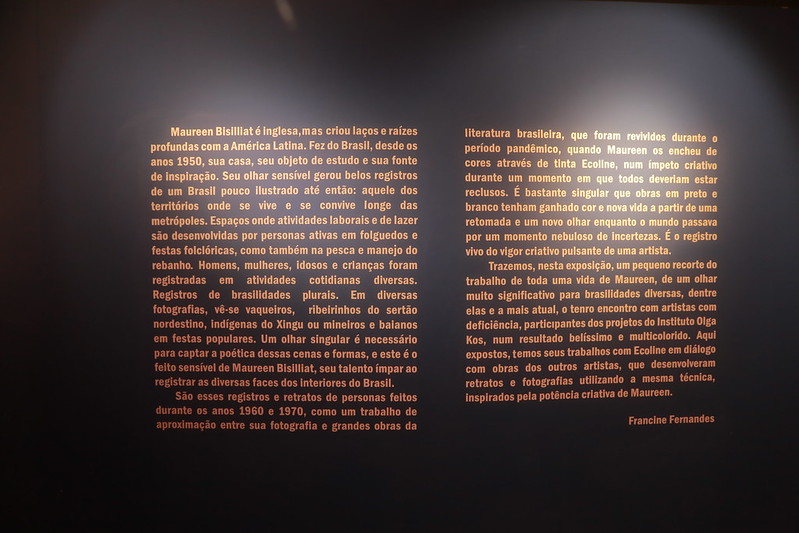 Maureen Bisilliat é inglesa,mas criou laços e raízes
profundas com a América Latina. Fez do Brasil, desde os
anos 1950, sua casa, seu objeto de estudo e sua fonte
de inspiração. Seu olhar sensível gerou belos registros
de um Brasil pouco ilustrado até então: aquele dos
territórios onde se vive e se convive longe das
metrópoles. Espaços onde atividades laborais e de lazer
são desenvolvidas por personas ativas em folguedos e
festas folclóricas, como também na pesca e manejo do
rebanho. Homens, mulheres, idosos e crianças foram
registradas em atividades cotidianas diversas.
Registros de brasilidades plurais. Em diversas
fotografias, vê-se vaqueiros, ribeirinhos do sertão
nordestino, indígenas do Xingu ou mineiros e baianos
em festas populares. Um olhar singular é necessário
para captar a poética dessas cenas e formas, e este é o
feito sensível de Maureen Bisilliat, seu talento ímpar ao
registrar as diversas faces dos interiores do Brasil.
São esses registros e retratos de personas feitos
durante os anos 1960 e 1970, como um trabalho de
aproximação entre sua fotografia e grandes obras da
literatura brasileira, que foram revividos durante o
período pandêmico, quando Maureen os encheu de
cores através de tinta Ecoline, num ímpeto criativo
durante um momento em que todos deveriam estar
reclusos. É bastante singular que obras em preto e
branco tenham ganhado cor e nova vida a partir de uma
retomada e um novo olhar enquanto o mundo passava
por um momento nebuloso de incertezas. É o registro
vivo do vigor criativo pulsante de uma artista.
Trazemos, nesta exposição, um pequeno recorte do
trabalho de toda uma vida de Maureen, de um olhar
muito significativo para brasilidades diversas, dentre
elas e a mais atual, o tenro encontro com artistas com
deficiência, participantes dos projetos do Instituto Olga
Kos, num resultado belíssimo e multicolorido. Aqui
expostos, temos seus trabalhos com Ecoline em diálogo
com obras dos outros artistas, que desenvolveram
retratos e fotografias utilizando a mesma técnica,
inspirados pela potência criativa de Maureen.
Francine Fernandes